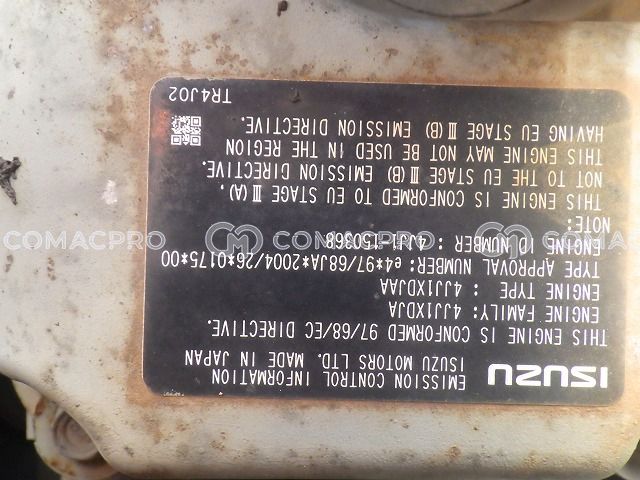 ISUZU
EMISSION CONTROL INFORMATION
ISUZU MOTORS LTD. MADE IN JAPAN
THIS ENGINE IS CONFORMED 97/68/EC DIRECTIVE.
ENGINE FAMILY: 4JJ1XDJA
ENGINE TYPE : 4JJ1XDJAA
TYPE APPROVAL NUMBER: e4*97/68JA*2004/26*0175*00
ENGINE ID NUMBER : 4JJ1-150368
NOTE:
THIS ENGINE IS CONFORMED TO EU STAGE Ⅲ(A),
NOT TO EU STAGE Ⅲ(B) EMISSION DIRECTIVE.
THIS ENGINE MAY NOT BE USED IN THE REGION
HAVING EU STAGE Ⅲ(B) EMISSION DIRECTIVE.
TR4J02
COMACPRO COMACPRO COMACPRO